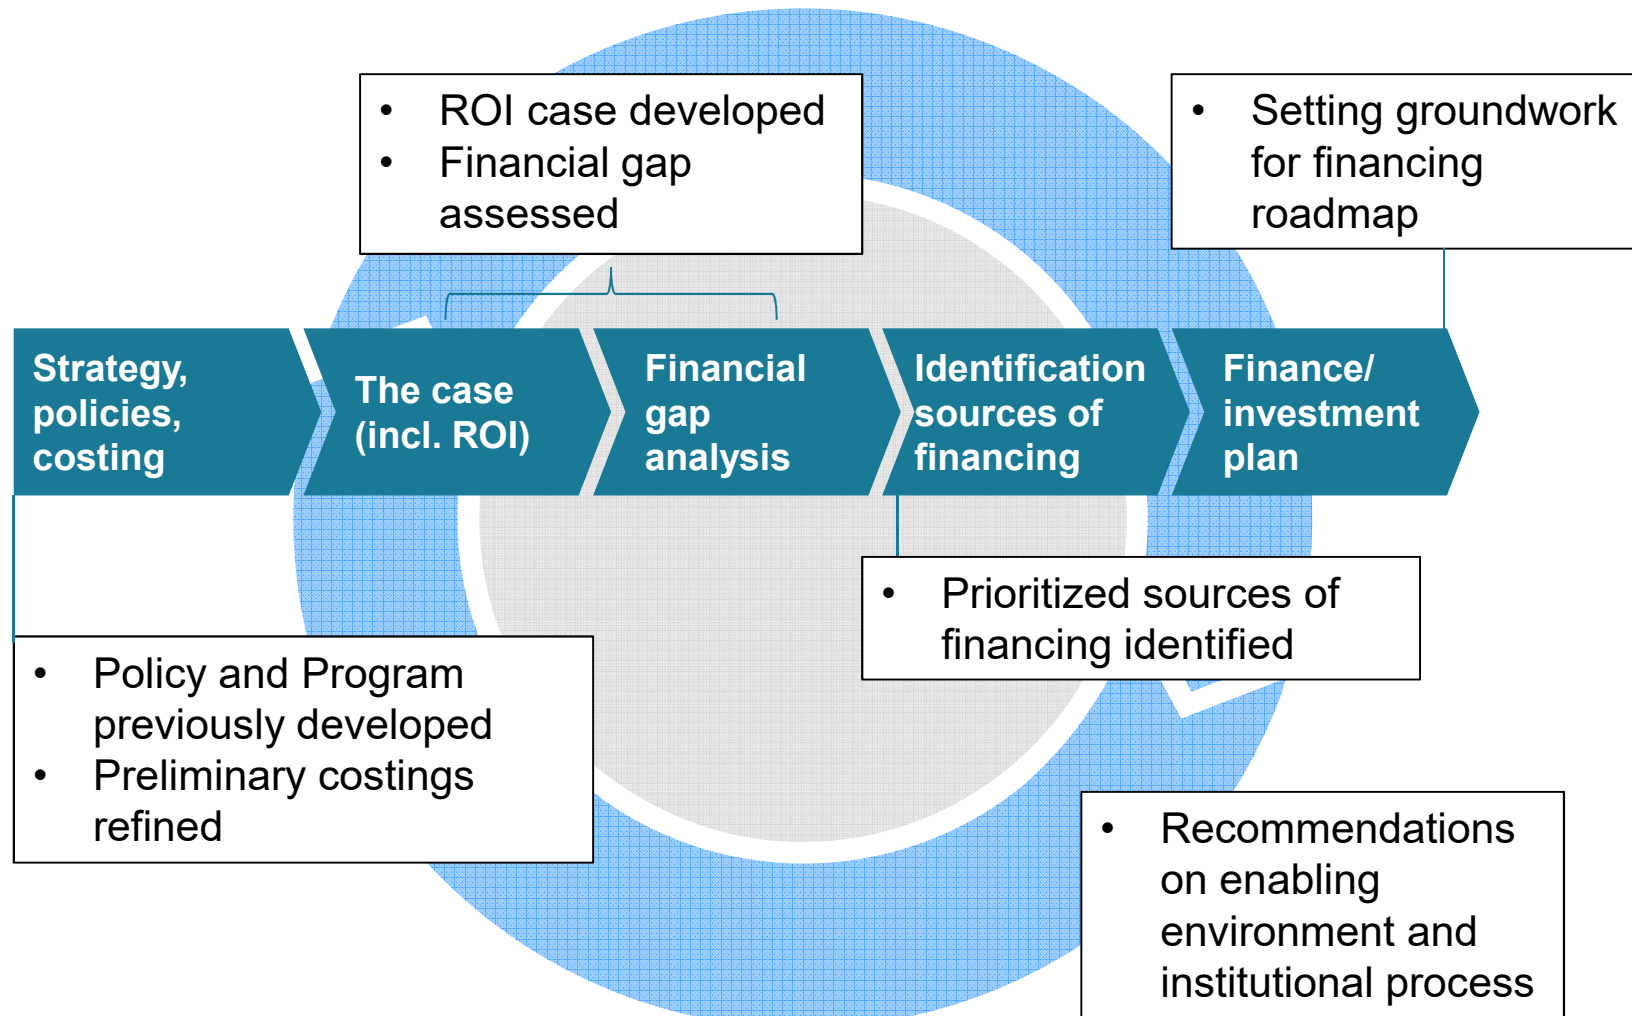 • ROI case developed
• Financial gap
assessed
• Setting groundwork
for financing
roadmap
Strategy,
policies,
costing
The case
(incl. ROI)
Financial
gap
analysis
Identification
sources of
financing
Finance/
investment
plan
• Prioritized sources of
financing identified
• Policy and Program
previously developed
• Preliminary costings
refined
• Recommendations
on enabling
environment and
institutional process